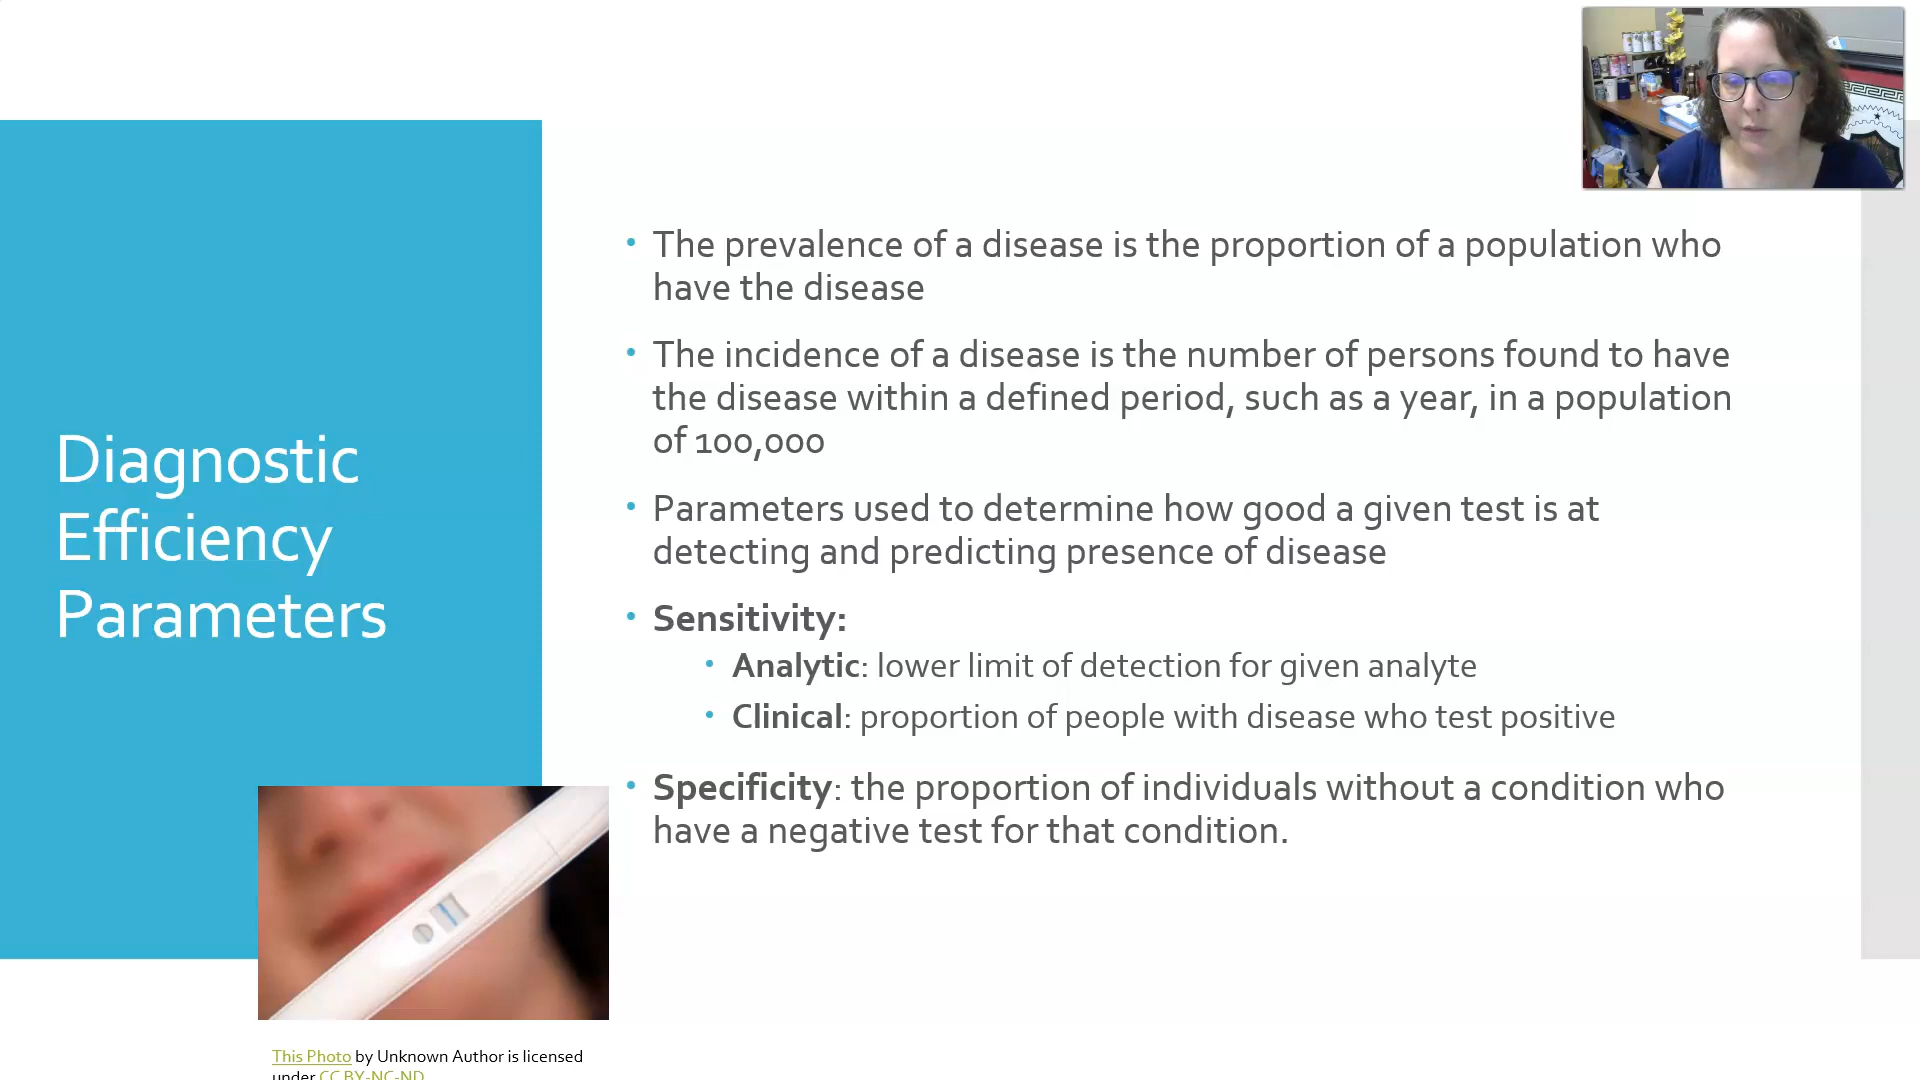 Diagnostic
Efficiency
Parameters
• The prevalence of a disease is the proportion of a population who
have the disease
• The incidence of a disease is the number of persons found to have
the disease within a defined period, such as a year, in a population
of 100,000
• Parameters used to determine how good a given test is at
detecting and predicting presence of disease
• Sensitivity:
• Analytic: lower limit of detection for given analyte
• Clinical: proportion of people with disease who test positive
• Specificity: the proportion of individuals without a condition who
have a negative test for that condition.
This Photo by Unknown Author is licensed
under CC BY-NC-ND